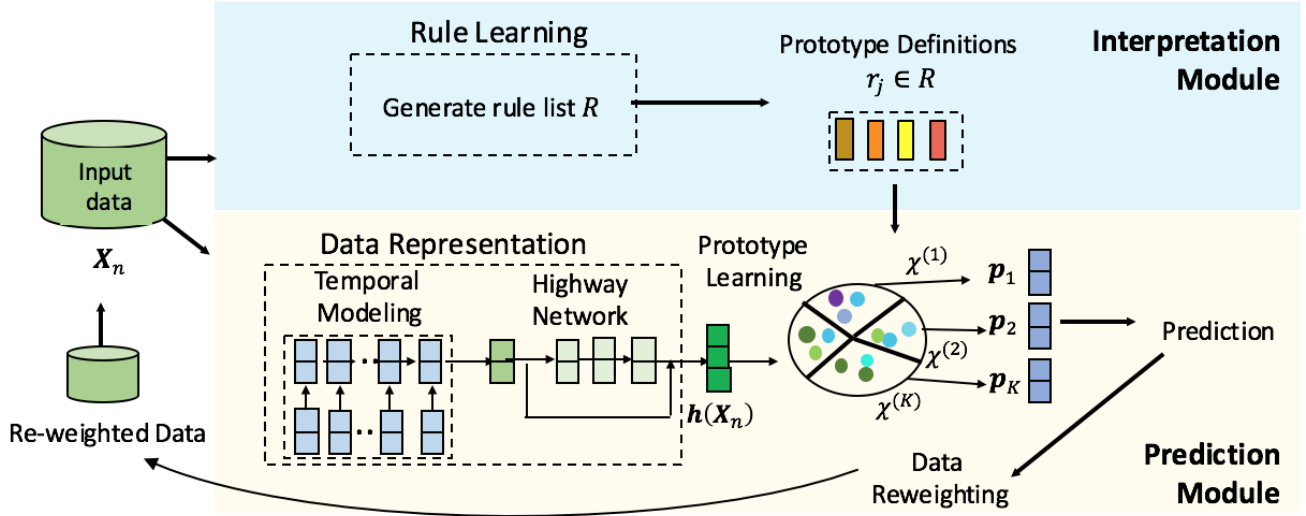 Rule Learning
Generate rule list R
Prototype Definitions
r_j ∈ R
Interpretation
Module
Input
data
X_n
Re-weighted Data
Data Representation
Temporal
Modeling
Highway
Network
h(X_n)
Prototype
Learning
χ^(1)
χ^(2)
χ^(K)
p_1
p_2
p_K
Prediction
Data
Reweighting
Prediction
Module